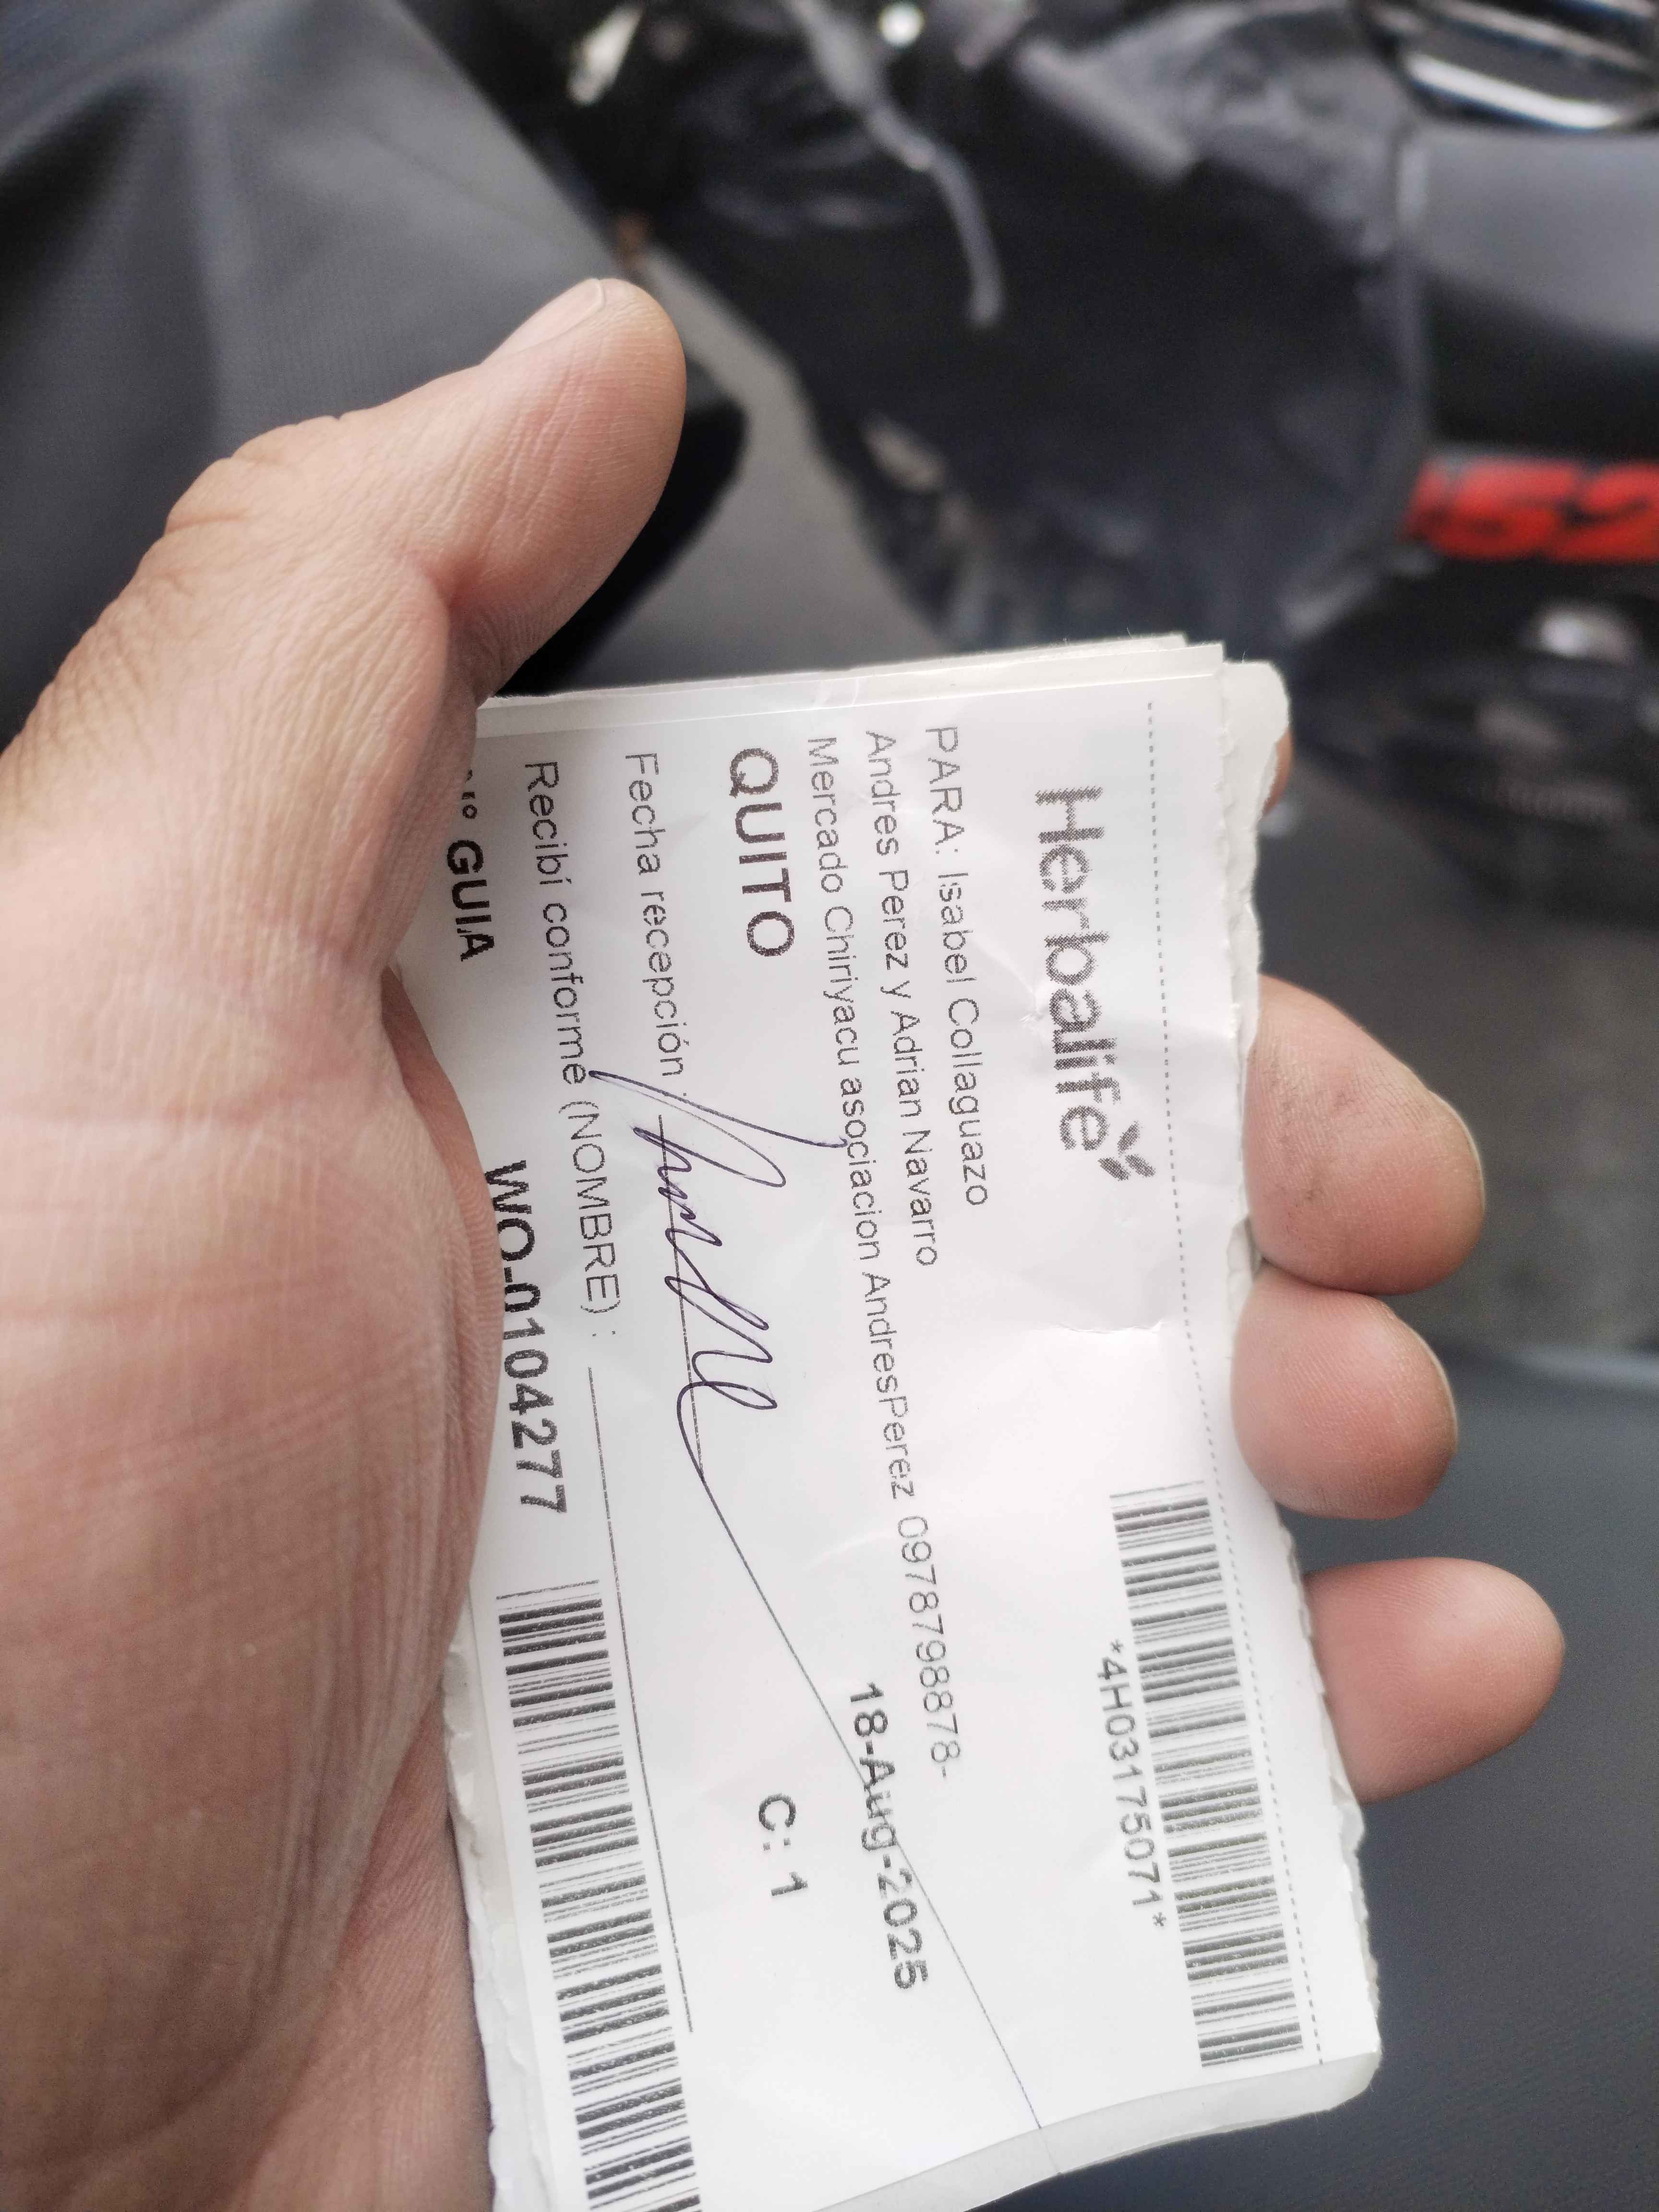 Herbalife
*4H03175071*
PARA: Isabel Collaguazo
Andres Perez y Adrian Navarro
Mercado Chiriyacu asociacion AndresPerez 0978798878-
18-Aug-2025
QUITO
C: 1
Fecha recepción
Recibí conforme (NOMBRE) :
N° GUIA
WO-0104277